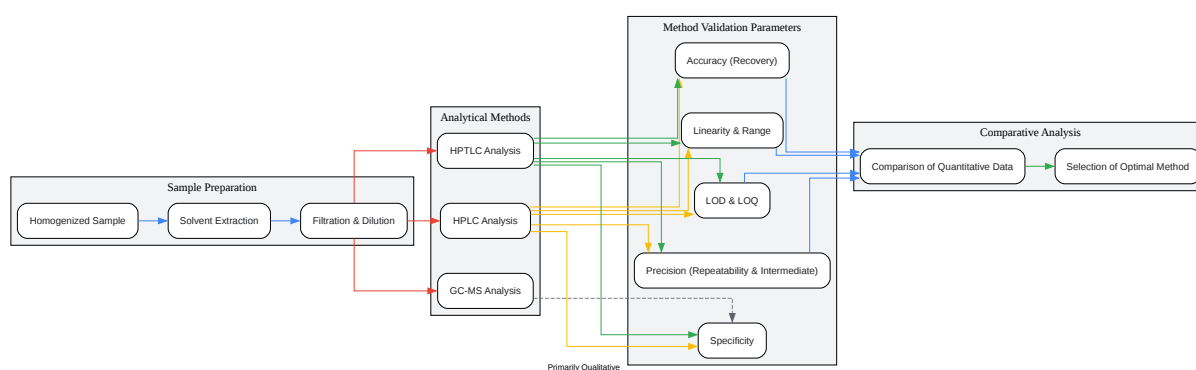 Sample Preparation
Homogenized Sample
Solvent Extraction
Filtration & Dilution
Analytical Methods
HPTLC Analysis
HPLC Analysis
GC-MS Analysis
Primarily Qualitative
Method Validation Parameters
Accuracy (Recovery)
Linearity & Range
LOD & LOQ
Precision (Repeatability & Intermediate)
Specificity
Comparative Analysis
Comparison of Quantitative Data
Selection of Optimal Method